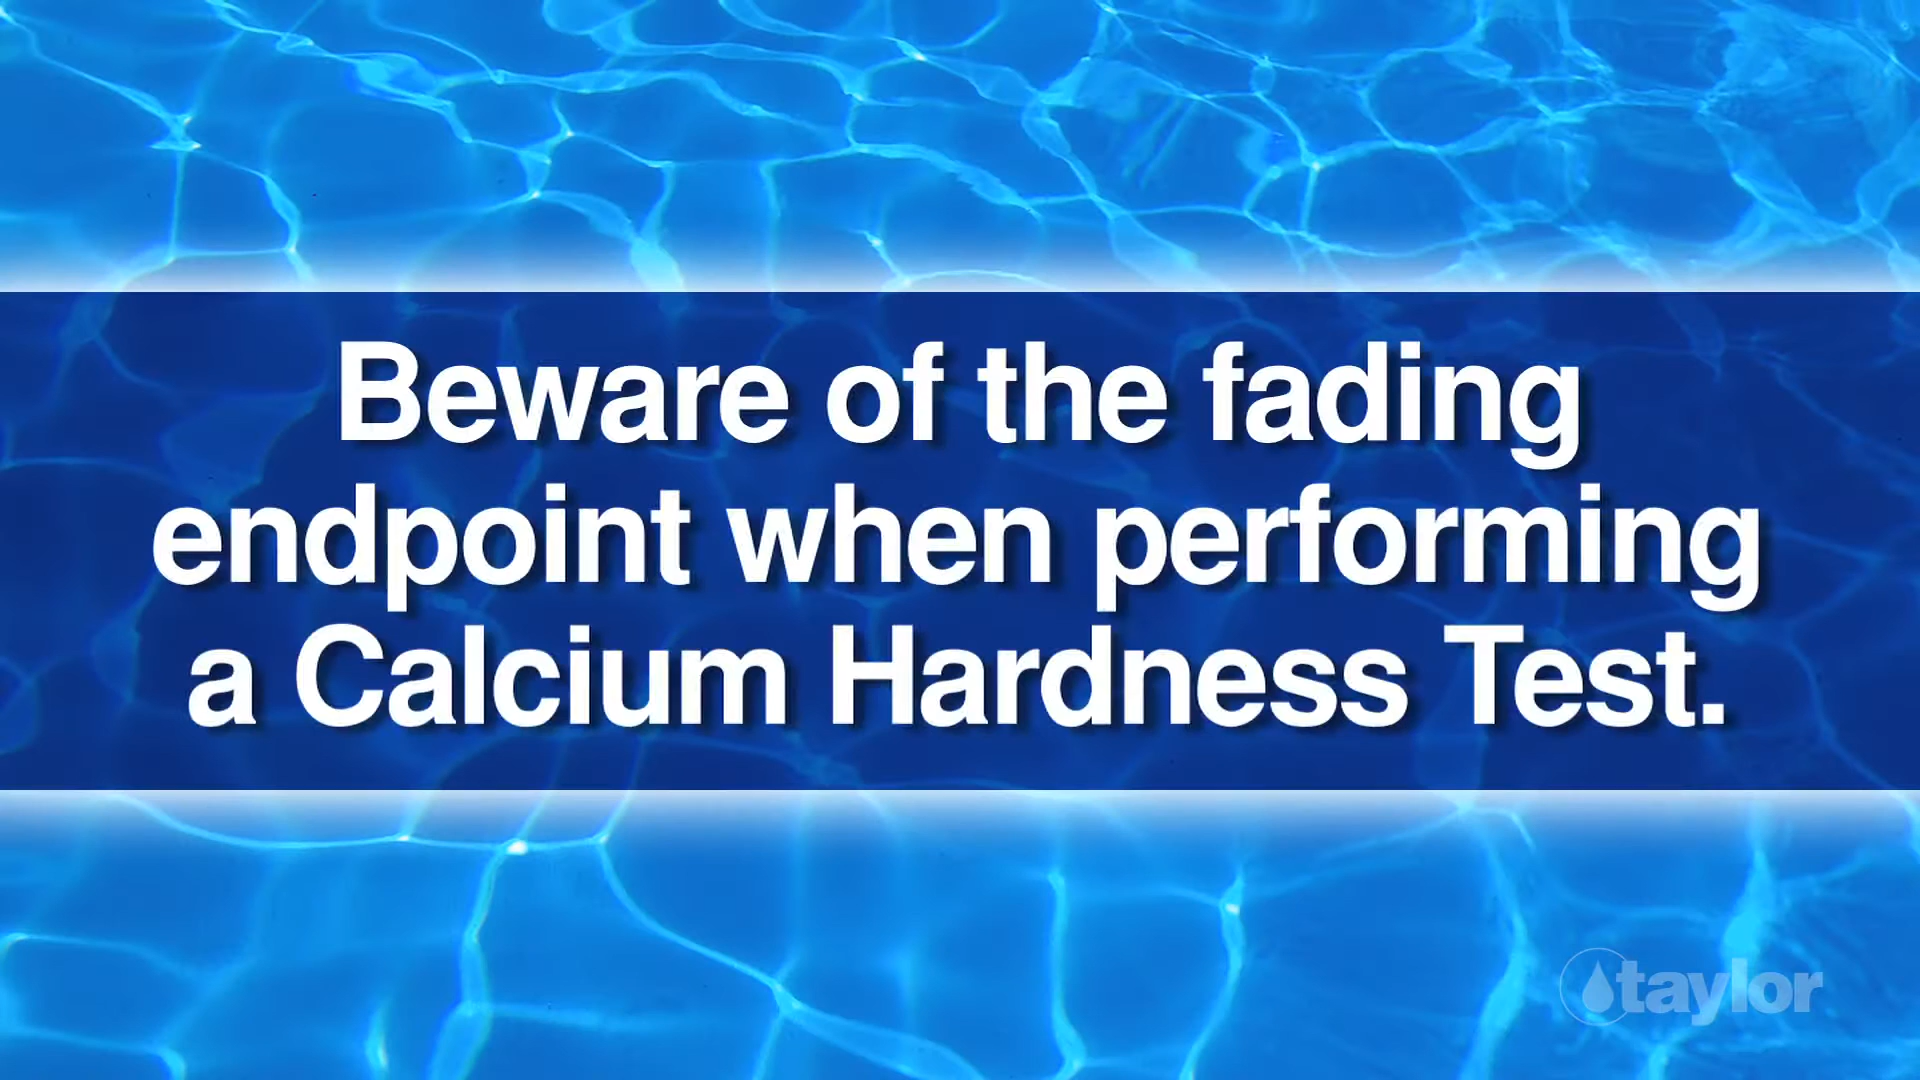 Beware of the fading
endpoint when performing
a Calcium Hardness Test.
taylor